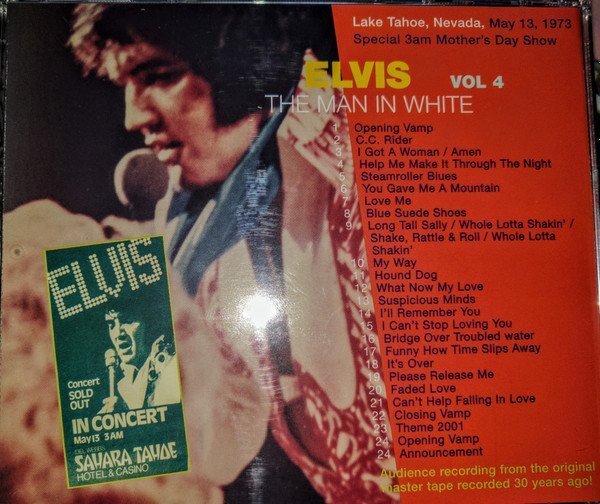 Lake Tahoe, Nevada, May 13, 1973
Special 3am Mother's Day Show
ELVIS VOL 4
THE MAN IN WHITE
1 Opening Vamp
2 C.C. Rider
3 I Got A Woman / Amen
4 Help Me Make It Through The Night
5 Steamroller Blues
6 You Gave Me A Mountain
7 Love Me
8 Blue Suede Shoes
9 Long Tall Sally / Whole Lotta Shakin' /
Shake, Rattle & Roll / Whole Lotta
Shakin'
10 My Way
11 Hound Dog
12 What Now My Love
13 Suspicious Minds
14 I'll Remember You
15 I Can't Stop Loving You
16 Bridge Over Troubled water
17 Funny How Time Slips Away
18 It's Over
19 Please Release Me
20 Faded Love
21 Can't Help Falling In Love
22 Closing Vamp
23 Theme 2001
24 Opening Vamp
24 Announcement
Audience recording from the original
master tape recorded 30 years ago!
ELVIS
Concert
SOLD
OUT
IN CONCERT
May 13 3 AM
DEL WEBB'S
SAHARA TAHOE
HOTEL & CASINO